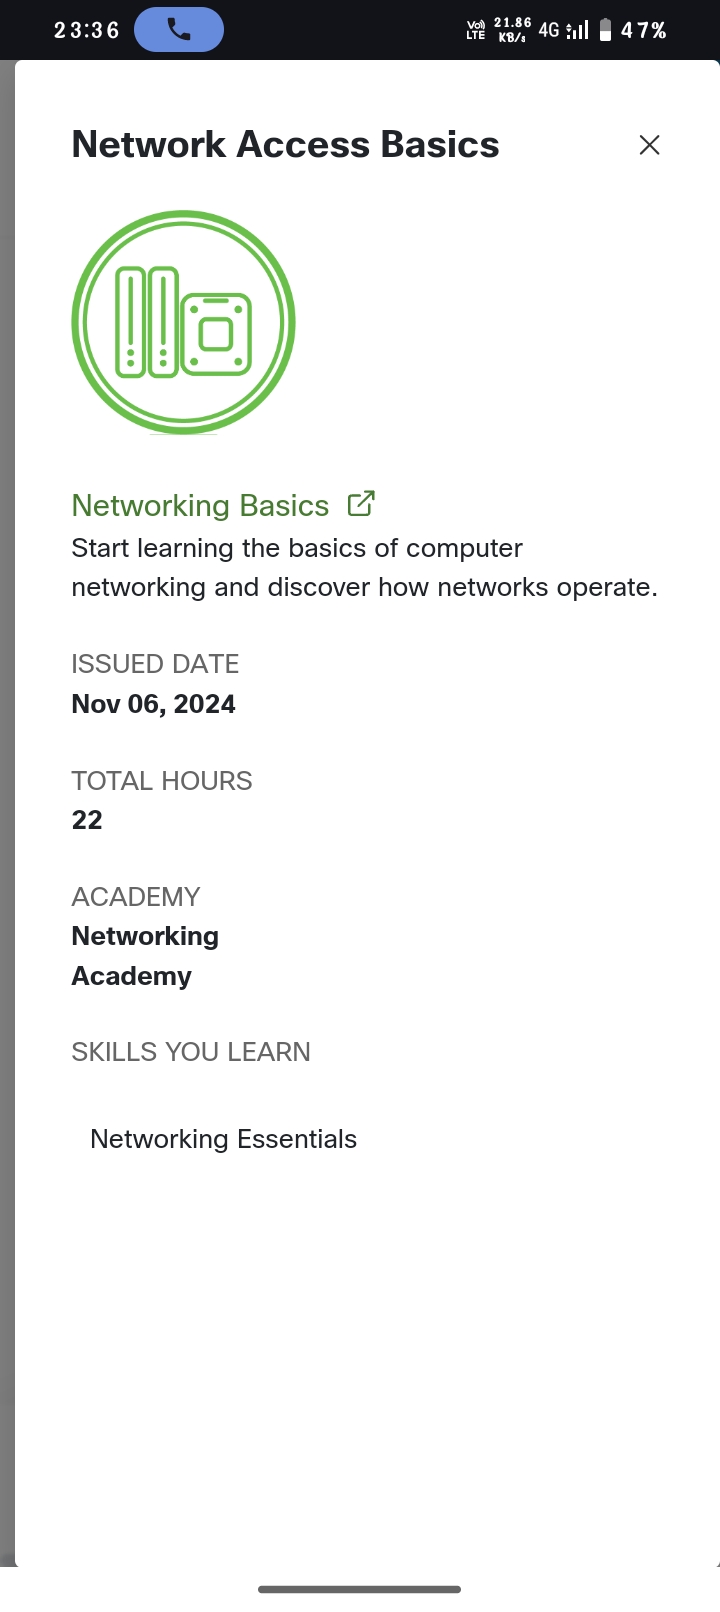 23:36
Vo) LTE 21.86 KB/s 4G 47%
Network Access Basics
Networking Basics
Start learning the basics of computer
networking and discover how networks operate.
ISSUED DATE
Nov 06, 2024
TOTAL HOURS
22
ACADEMY
Networking
Academy
SKILLS YOU LEARN
Networking Essentials